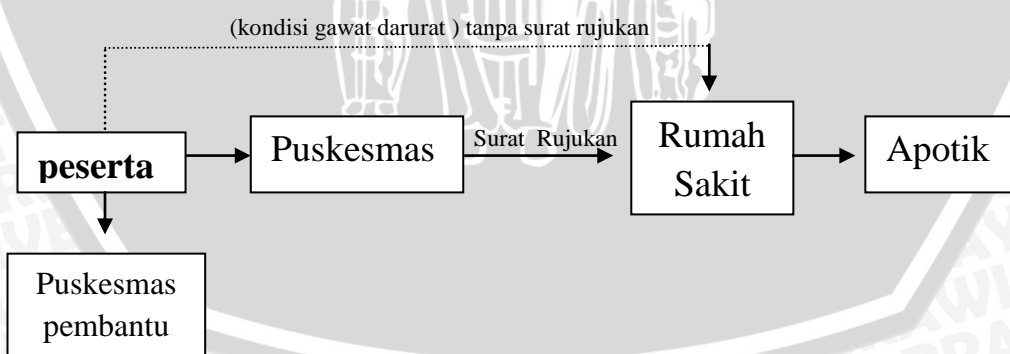 (kondisi gawat darurat ) tanpa surat rujukan
peserta
Puskesmas
Surat Rujukan
Rumah
Sakit
Apotik
Puskesmas
pembantu